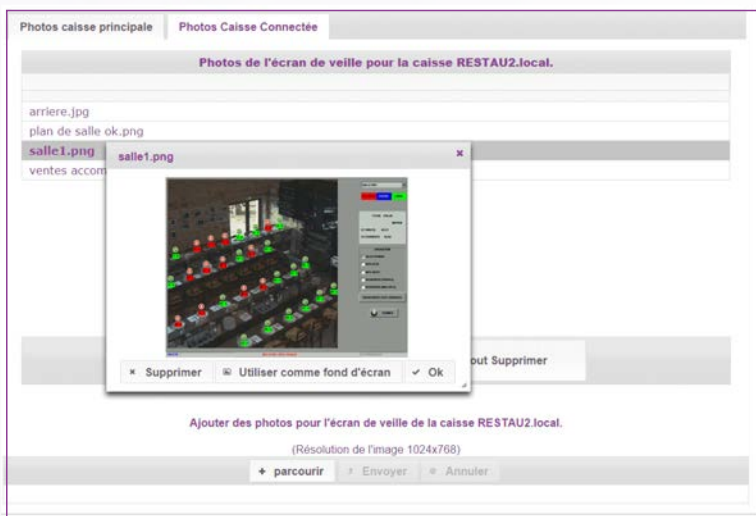 Photos caisse principale
Photos Caisse Connectée
Photos de l'écran de veille pour la caisse RESTAU2.local.
arriere.jpg
plan de salle ok.png
salle1.png
ventes accom
salle1.png
Supprimer
Utiliser comme fond d'écran
Ok
out Supprimer
Ajouter des photos pour l'écran de veille de la caisse RESTAU2.local.
(Résolution de l'image 1024x768)
+ parcourir
Envoyer
Annuler